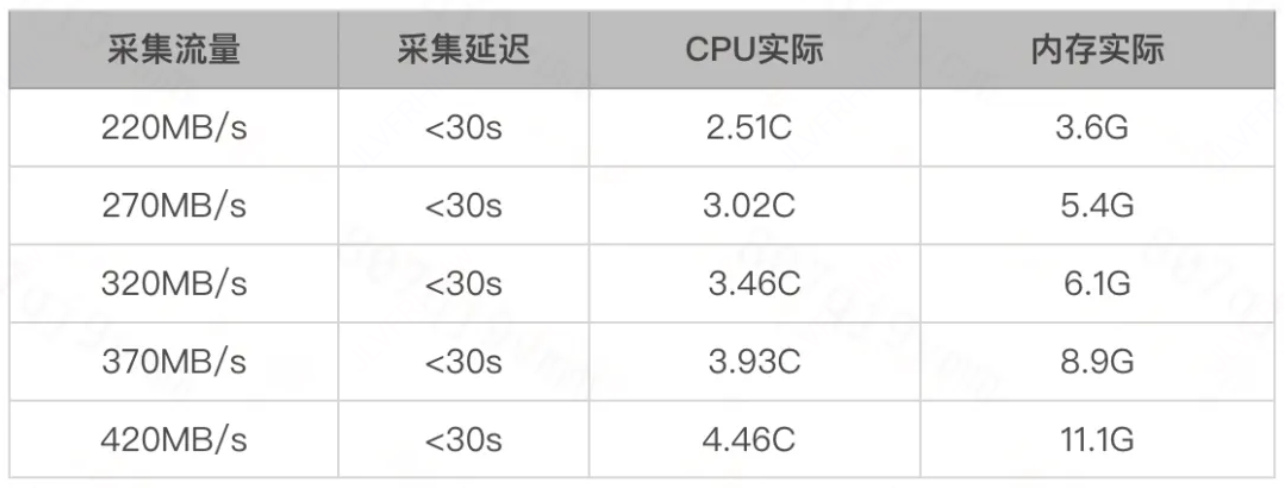 采集流量 采集延迟 CPU实际 内存实际
220MB/s <30s 2.51C 3.6G
270MB/s <30s 3.02C 5.4G
320MB/s <30s 3.46C 6.1G
370MB/s <30s 3.93C 8.9G
420MB/s <30s 4.46C 11.1G